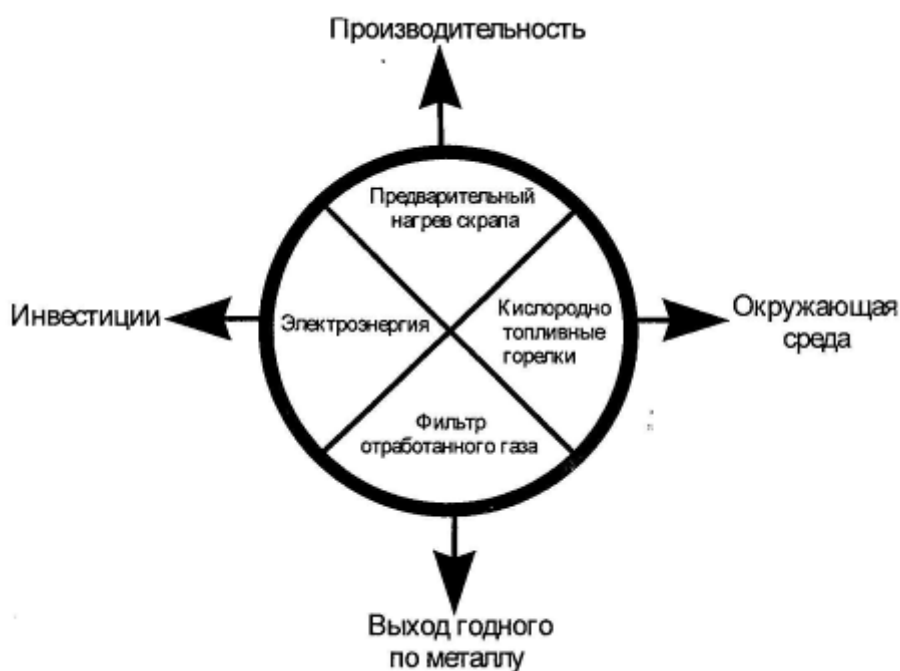 Производительность
Предварительный
нагрев скрапа
Инвестиции
Электроэнергия
Кислородно
топливные
горелки
Окружающая
среда
Фильтр
отработанного газа
Выход годного
по металлу